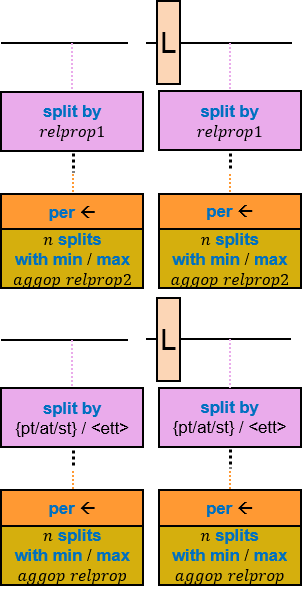 L
split by
relprop1
split by
relprop1
per ←
n splits
with min / max
aggop relprop2
per ←
n splits
with min / max
aggop relprop2
L
split by
{pt/at/st} / <ett>
split by
{pt/at/st} / <ett>
per ←
n splits
with min / max
aggop relprop
per ←
n splits
with min / max
aggop relprop